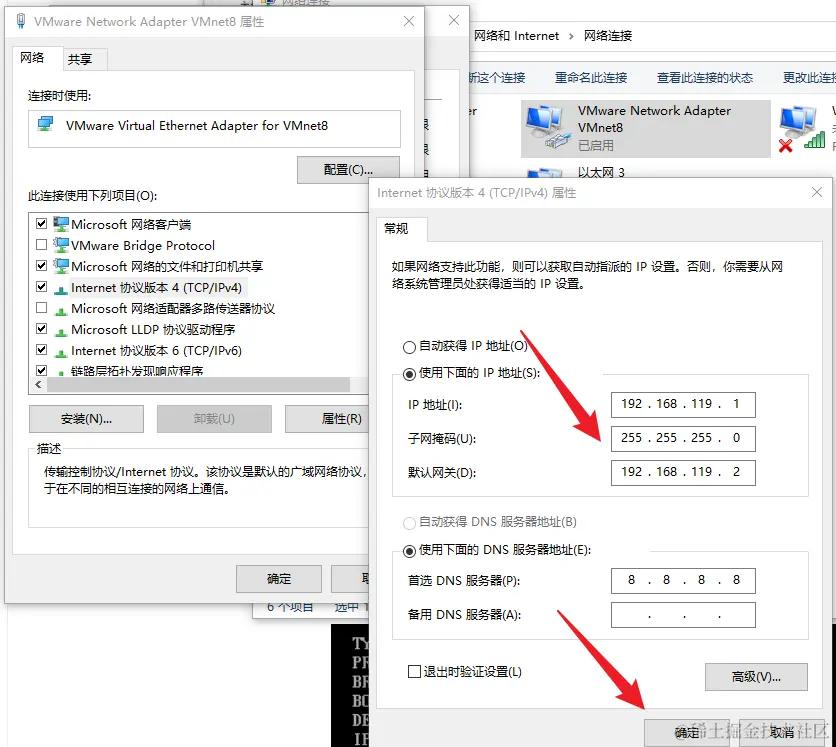 VMware Network Adapter VMnet8 属性
网络
共享
连接时使用:
VMware Virtual Ethernet Adapter for VMnet8
配置(C)...
此连接使用下列项目(O):
Microsoft 网络客户端
VMware Bridge Protocol
Microsoft 网络的文件和打印机共享
Internet 协议版本 4 (TCP/IPv4)
Microsoft 网络适配器多路传送器协议
Microsoft LLDP 协议驱动程序
Internet 协议版本 6 (TCP/IPv6)
链路层拓扑发现响应程序
安装(N)...
卸载(U)
属性(R)
描述
传输控制协议/Internet 协议。该协议是默认的广域网络协议,
于在不同的相互连接的网络上通信。
确定
6 个项目
选中 1
网络和 Internet › 网络连接
断这个连接
重命名此连接
查看此连接的状态
更改此连接
VMware Network Adapter
VMnet8
已启用
以太网 3
Internet 协议版本 4 (TCP/IPv4) 属性
常规
如果网络支持此功能，则可以获取自动指派的 IP 设置。否则，你需要从网
络系统管理员处获得适当的 IP 设置。
自动获得 IP 地址(O)
使用下面的 IP 地址(S):
IP 地址(I):
192 . 168 . 119 . 1
子网掩码(U):
255 . 255 . 255 . 0
默认网关(D):
192 . 168 . 119 . 2
自动获得 DNS 服务器地址(B)
使用下面的 DNS 服务器地址(E):
首选 DNS 服务器(P):
8 . 8 . 8 . 8
备用 DNS 服务器(A):
. . .
退出时验证设置(L)
高级(V)...
确定
取消
@稀土掘金技术社区